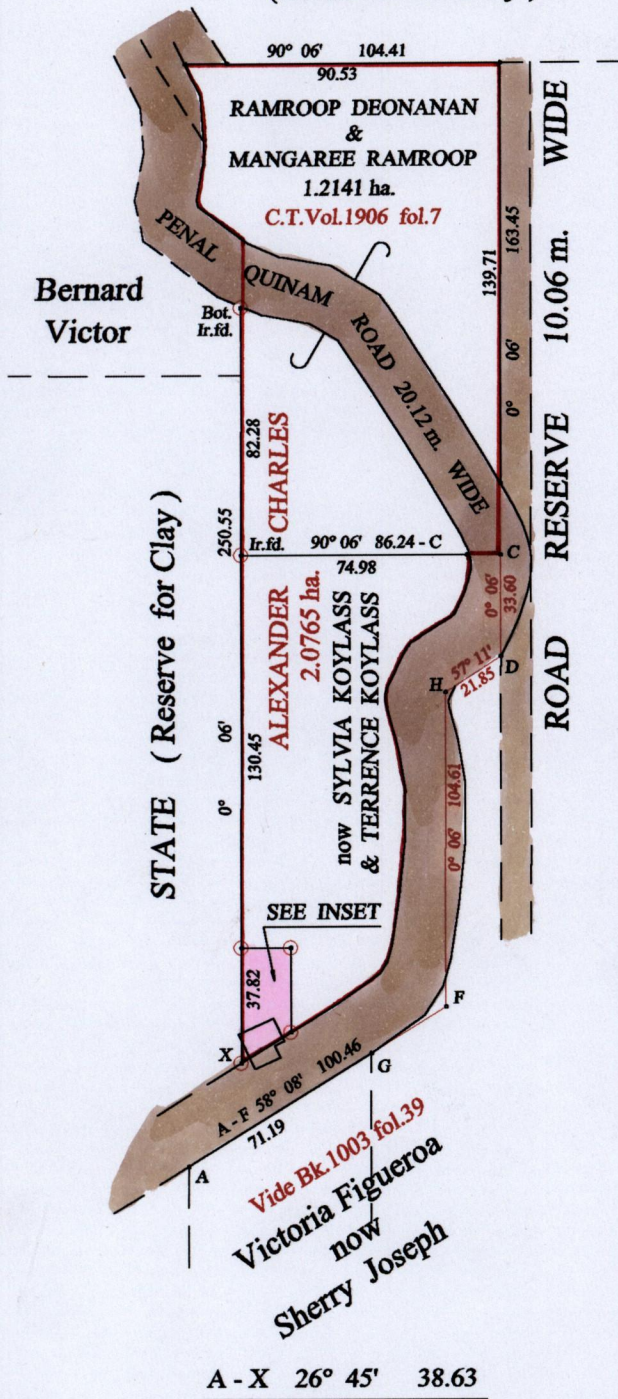 90° 06' 104.41
90.53
RAMROOP DEONANAN
&
MANGAREE RAMROOP
1.2141 ha.
C.T.Vol.1906 fol.7
139.71
0° 06' 163.45
ROAD RESERVE 10.06 m. WIDE
PENAL QUINAM ROAD 20.12 m. WIDE
Bernard
Victor
Bot.
Ir.fd.
82.28
250.55
ALEXANDER CHARLES
2.0765 ha.
Ir.fd.
90° 06' 86.24 - C
74.98
C
0° 06'
33.60
now SYLVIA KOYLASS
& TERRENCE KOYLASS
57° 11'
21.85
D
H
STATE ( Reserve for Clay )
0° 06'
130.45
0° 06' 104.61
SEE INSET
37.82
F
X
G
A - F 58° 08' 100.46
71.19
A
Vide Bk.1003 fol.39
Victoria Figueroa
now
Sherry Joseph
A - X 26° 45' 38.63